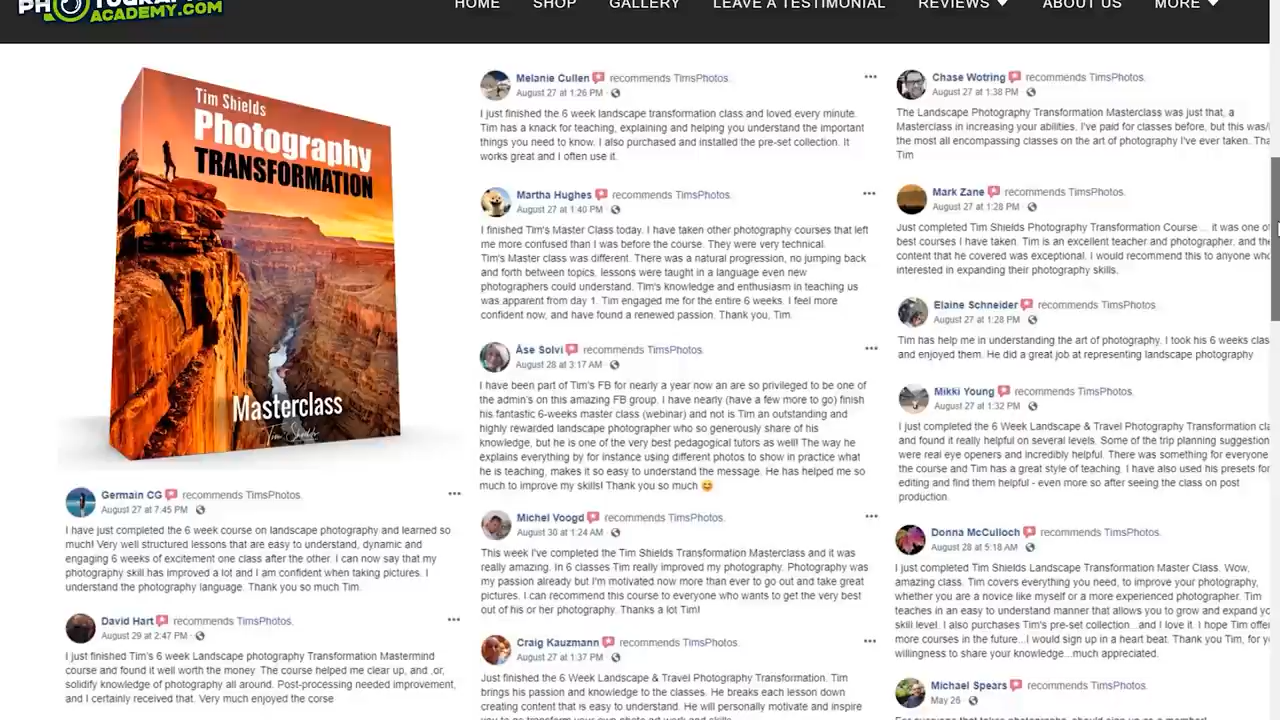 ACADEMY.COM
HOME SHOP GALLERY LEAVE A TESTIMONIAL REVIEWS ABOUT US MORE
Tim Shields
Photography
TRANSFORMATION
Masterclass
Tim Shields
Germain CG recommends TimsPhotos.
August 27 at 7:45 PM ·
I have just completed the 6 week course on landscape photography and learned so
much! Very well structured lessons that are easy to understand, dynamic and
engaging 6 weeks of excitement one class after the other. I can now say that my
photography skill has improved a lot and I am confident when taking pictures. I
understand the photography language. Thank you so much Tim.
David Hart recommends TimsPhotos.
August 29 at 2:47 PM ·
I just finished Tim's 6 week Landscape photography Transformation Mastermind
course and found it well worth the money. The course helped me clear up, and ,or,
solidify knowledge of photography all around. Post-processing needed improvement,
and I certainly received that. Very much enjoyed the corse
Melanie Cullen recommends TimsPhotos.
August 27 at 1:26 PM ·
I just finished the 6 week landscape transformation class and loved every minute.
Tim has a knack for teaching, explaining and helping you understand the important
things you need to know. I also purchased and installed the pre-set collection. It
works great and I often use it.
Martha Hughes recommends TimsPhotos.
August 27 at 1:40 PM ·
I finished Tim's Master Class today. I have taken other photography courses that left
me more confused than I was before the course. They were very technical.
Tim's Master class was different. There was a natural progression, no jumping back
and forth between topics. lessons were taught in a language even new
photographers could understand. Tim's knowledge and enthusiasm in teaching us
was apparent from day 1. Tim engaged me for the entire 6 weeks. I feel more
confident now, and have found a renewed passion. Thank you, Tim.
Åse Solvi recommends TimsPhotos.
August 28 at 3:17 AM ·
I have been part of Tim's FB for nearly a year now an are so privileged to be one of
the admin's on this amazing FB group. I have nearly (have a few more to go) finish
his fantastic 6-weeks master class (webinar) and not is Tim an outstanding and
highly rewarded landscape photographer who so generously share of his
knowledge, but he is one of the very best pedagogical tutors as well! The way he
explains everything by for instance using different photos to show in practice what
he is teaching, makes it so easy to understand the message. He has helped me so
much to improve my skills! Thank you so much 😊
Michel Voogd recommends TimsPhotos.
August 30 at 1:24 AM ·
This week I've completed the Tim Shields Transformation Masterclass and it was
really amazing. In 6 classes Tim really improved my photography. Photography was
my passion already but I'm motivated now more than ever to go out and take great
pictures. I can recommend this course to everyone who wants to get the very best
out of his or her photography. Thanks a lot Tim!
Craig Kauzmann recommends TimsPhotos.
August 27 at 1:37 PM ·
Just finished the 6 Week Landscape & Travel Photography Transformation. Tim
brings his passion and knowledge to the classes. He breaks each lesson down
creating content that is easy to understand. He will personally motivate and inspire
Chase Wotring recommends TimsPhotos.
August 27 at 1:38 PM ·
The Landscape Photography Transformation Masterclass was just that, a
Masterclass in increasing your abilities. I've paid for classes before, but this was/i
the most all encompassing classes on the art of photography I've ever taken. Tha
Tim
Mark Zane recommends TimsPhotos.
August 27 at 1:28 PM ·
Just completed Tim Shields Photography Transformation Course ... it was one of
best courses I have taken. Tim is an excellent teacher and photographer, and the
content that he covered was exceptional. I would recommend this to anyone who
interested in expanding their photography skills.
Elaine Schneider recommends TimsPhotos.
August 27 at 1:28 PM ·
Tim has help me in understanding the art of photography. I took his 6 weeks clas
and enjoyed them. He did a great job at representing landscape photography
Mikki Young recommends TimsPhotos.
August 27 at 1:32 PM ·
I just completed the 6 Week Landscape & Travel Photography Transformation cla
and found it really helpful on several levels. Some of the trip planning suggestion
were real eye openers and incredibly helpful. There was something for everyone
the course and Tim has a great style of teaching. I have also used his presets for
editing and find them helpful - even more so after seeing the class on post
production.
Donna McCulloch recommends TimsPhotos.
August 28 at 5:18 AM ·
I just completed Tim Shields Landscape Transformation Master Class. Wow,
amazing class. Tim covers everything you need, to improve your photography,
whether you are a novice like myself or a more experienced photographer. Tim
teaches in an easy to understand manner that allows you to grow and expand yo
skill level. I also purchases Tim's pre-set collection...and I love it. I hope Tim offer
more courses in the future...I would sign up in a heart beat. Thank you Tim, for y
willingness to share your knowledge...much appreciated.
Michael Spears recommends TimsPhotos.
May 26 ·